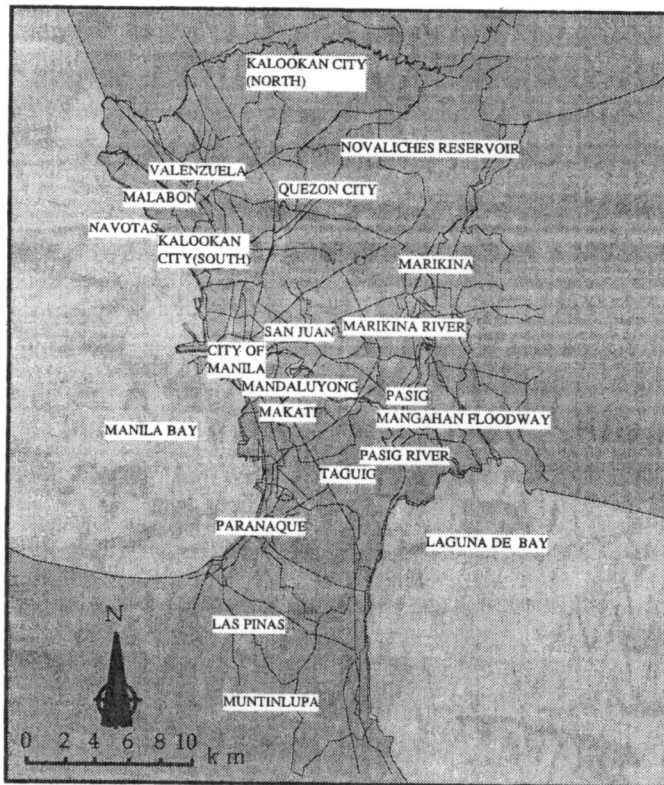 KALOOKAN CITY
(NORTH)
NOVALICHES RESERVOIR
VALENZUELA
QUEZON CITY
MALABON
NAVOTAS
KALOOKAN
CITY(SOUTH)
MARIKINA
SAN JUAN
MARIKINA RIVER
CITY OF
MANILA
MANDALUYONG
PASIG
MAKATI
MANGAHAN FLOODWAY
MANILA BAY
PASIG RIVER
TAGUIG
PARANAQUE
LAGUNA DE BAY
N
LAS PINAS
MUNTINLUPA
0 2 4 6 8 10
km